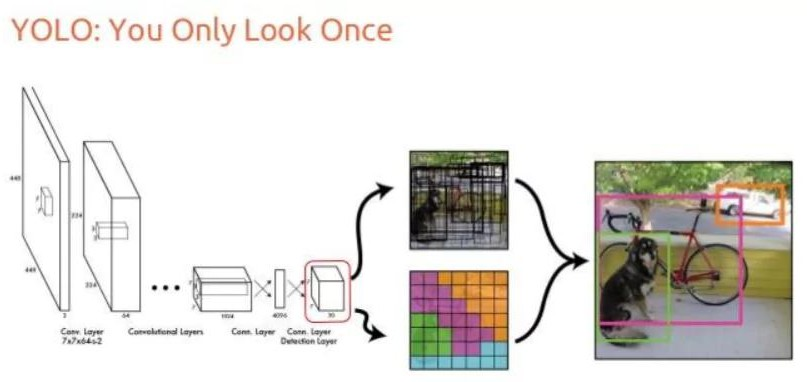 YOLO: You Only Look Once
448
448
3
224
224
64
1024
4096
30
Conv. Layer
7x7x64-s-2
Convolutional Layers
Conn. Layer
Conn. Layer
Detection Layer